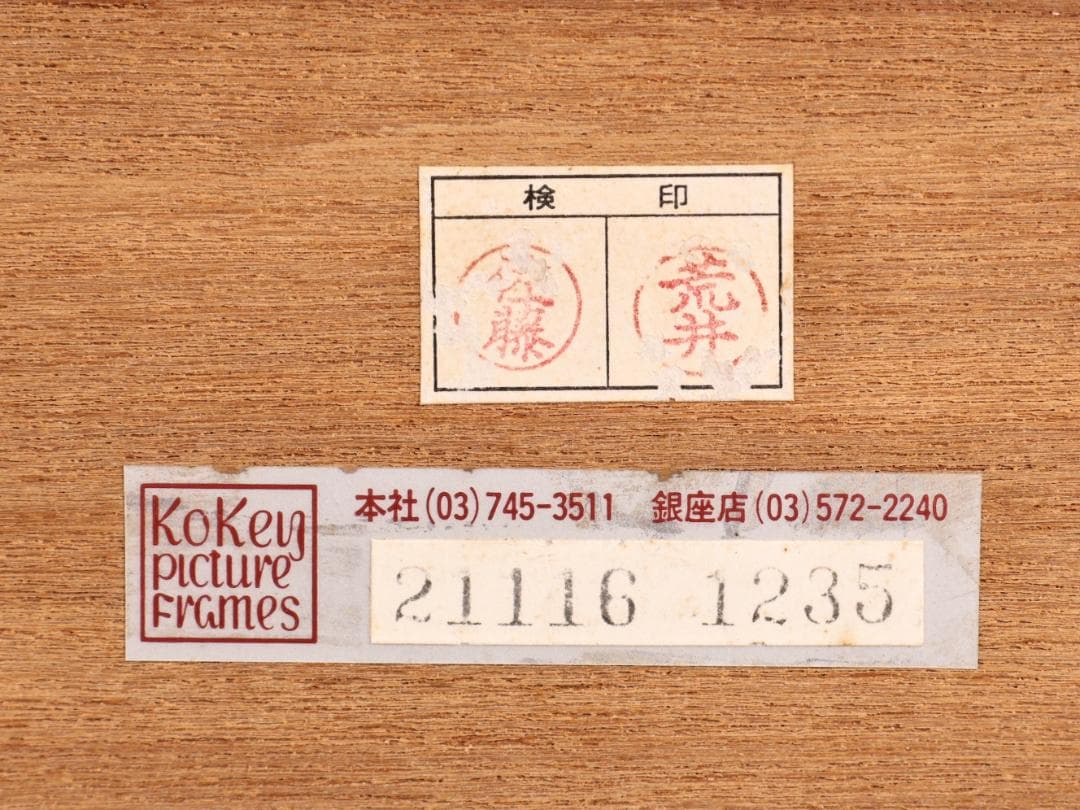 検 印
佐藤
荒井
KoKey
picture
Frames
本社(03)745-3511 銀座店(03)572-2240
21116 1235